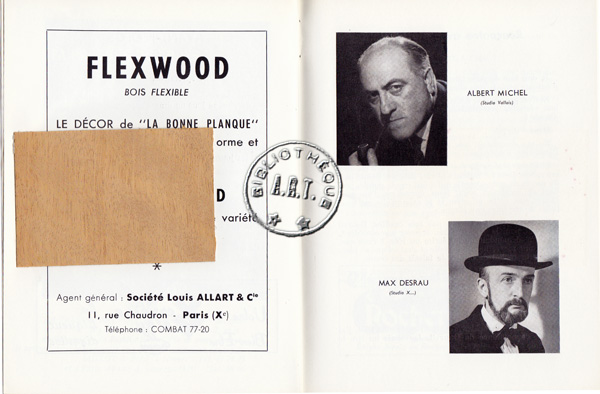 FLEXWOOD
BOIS FLEXIBLE
LE DÉCOR de "LA BONNE PLANQUE"
orme et
D
variété
*
Agent général : Société Louis ALLART & Cie
11, rue Chaudron - Paris (Xe)
Téléphone : COMBAT 77-20
BIBLIOTHÈQUE
A.R.T.
ALBERT MICHEL
(Studio Vallois)
MAX DESRAU
(Studio X...)